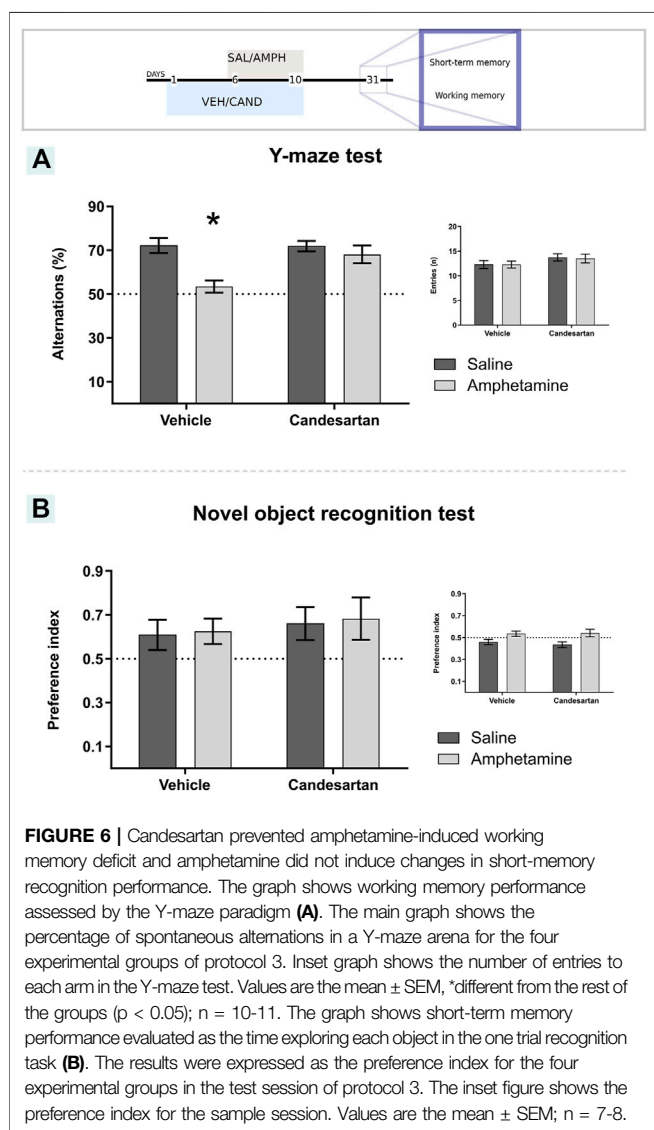 SAL/AMPH
DAYS 1 6 10 31
VEH/CAND
Short-term memory
Working memory
A
Y-maze test
Alternations (%)
90
70
50
30
10
*
Vehicle
Candesartan
Entries (n)
20
15
10
5
0
Vehicle
Candesartan
Saline
Amphetamine
B
Novel object recognition test
Preference index
0.9
0.7
0.5
0.3
0.1
Vehicle
Candesartan
Preference index
0.9
0.7
0.5
0.3
0.1
Vehicle
Candesartan
Saline
Amphetamine
FIGURE 6 | Candesartan prevented amphetamine-induced working
memory deficit and amphetamine did not induce changes in short-memory
recognition performance. The graph shows working memory performance
assessed by the Y-maze paradigm (A). The main graph shows the
percentage of spontaneous alternations in a Y-maze arena for the four
experimental groups of protocol 3. Inset graph shows the number of entries to
each arm in the Y-maze test. Values are the mean ± SEM, *different from the rest of
the groups (p < 0.05); n = 10-11. The graph shows short-term memory
performance evaluated as the time exploring each object in the one trial recognition
task (B). The results were expressed as the preference index for the four
experimental groups in the test session of protocol 3. The inset figure shows the
preference index for the sample session. Values are the mean ± SEM; n = 7-8.